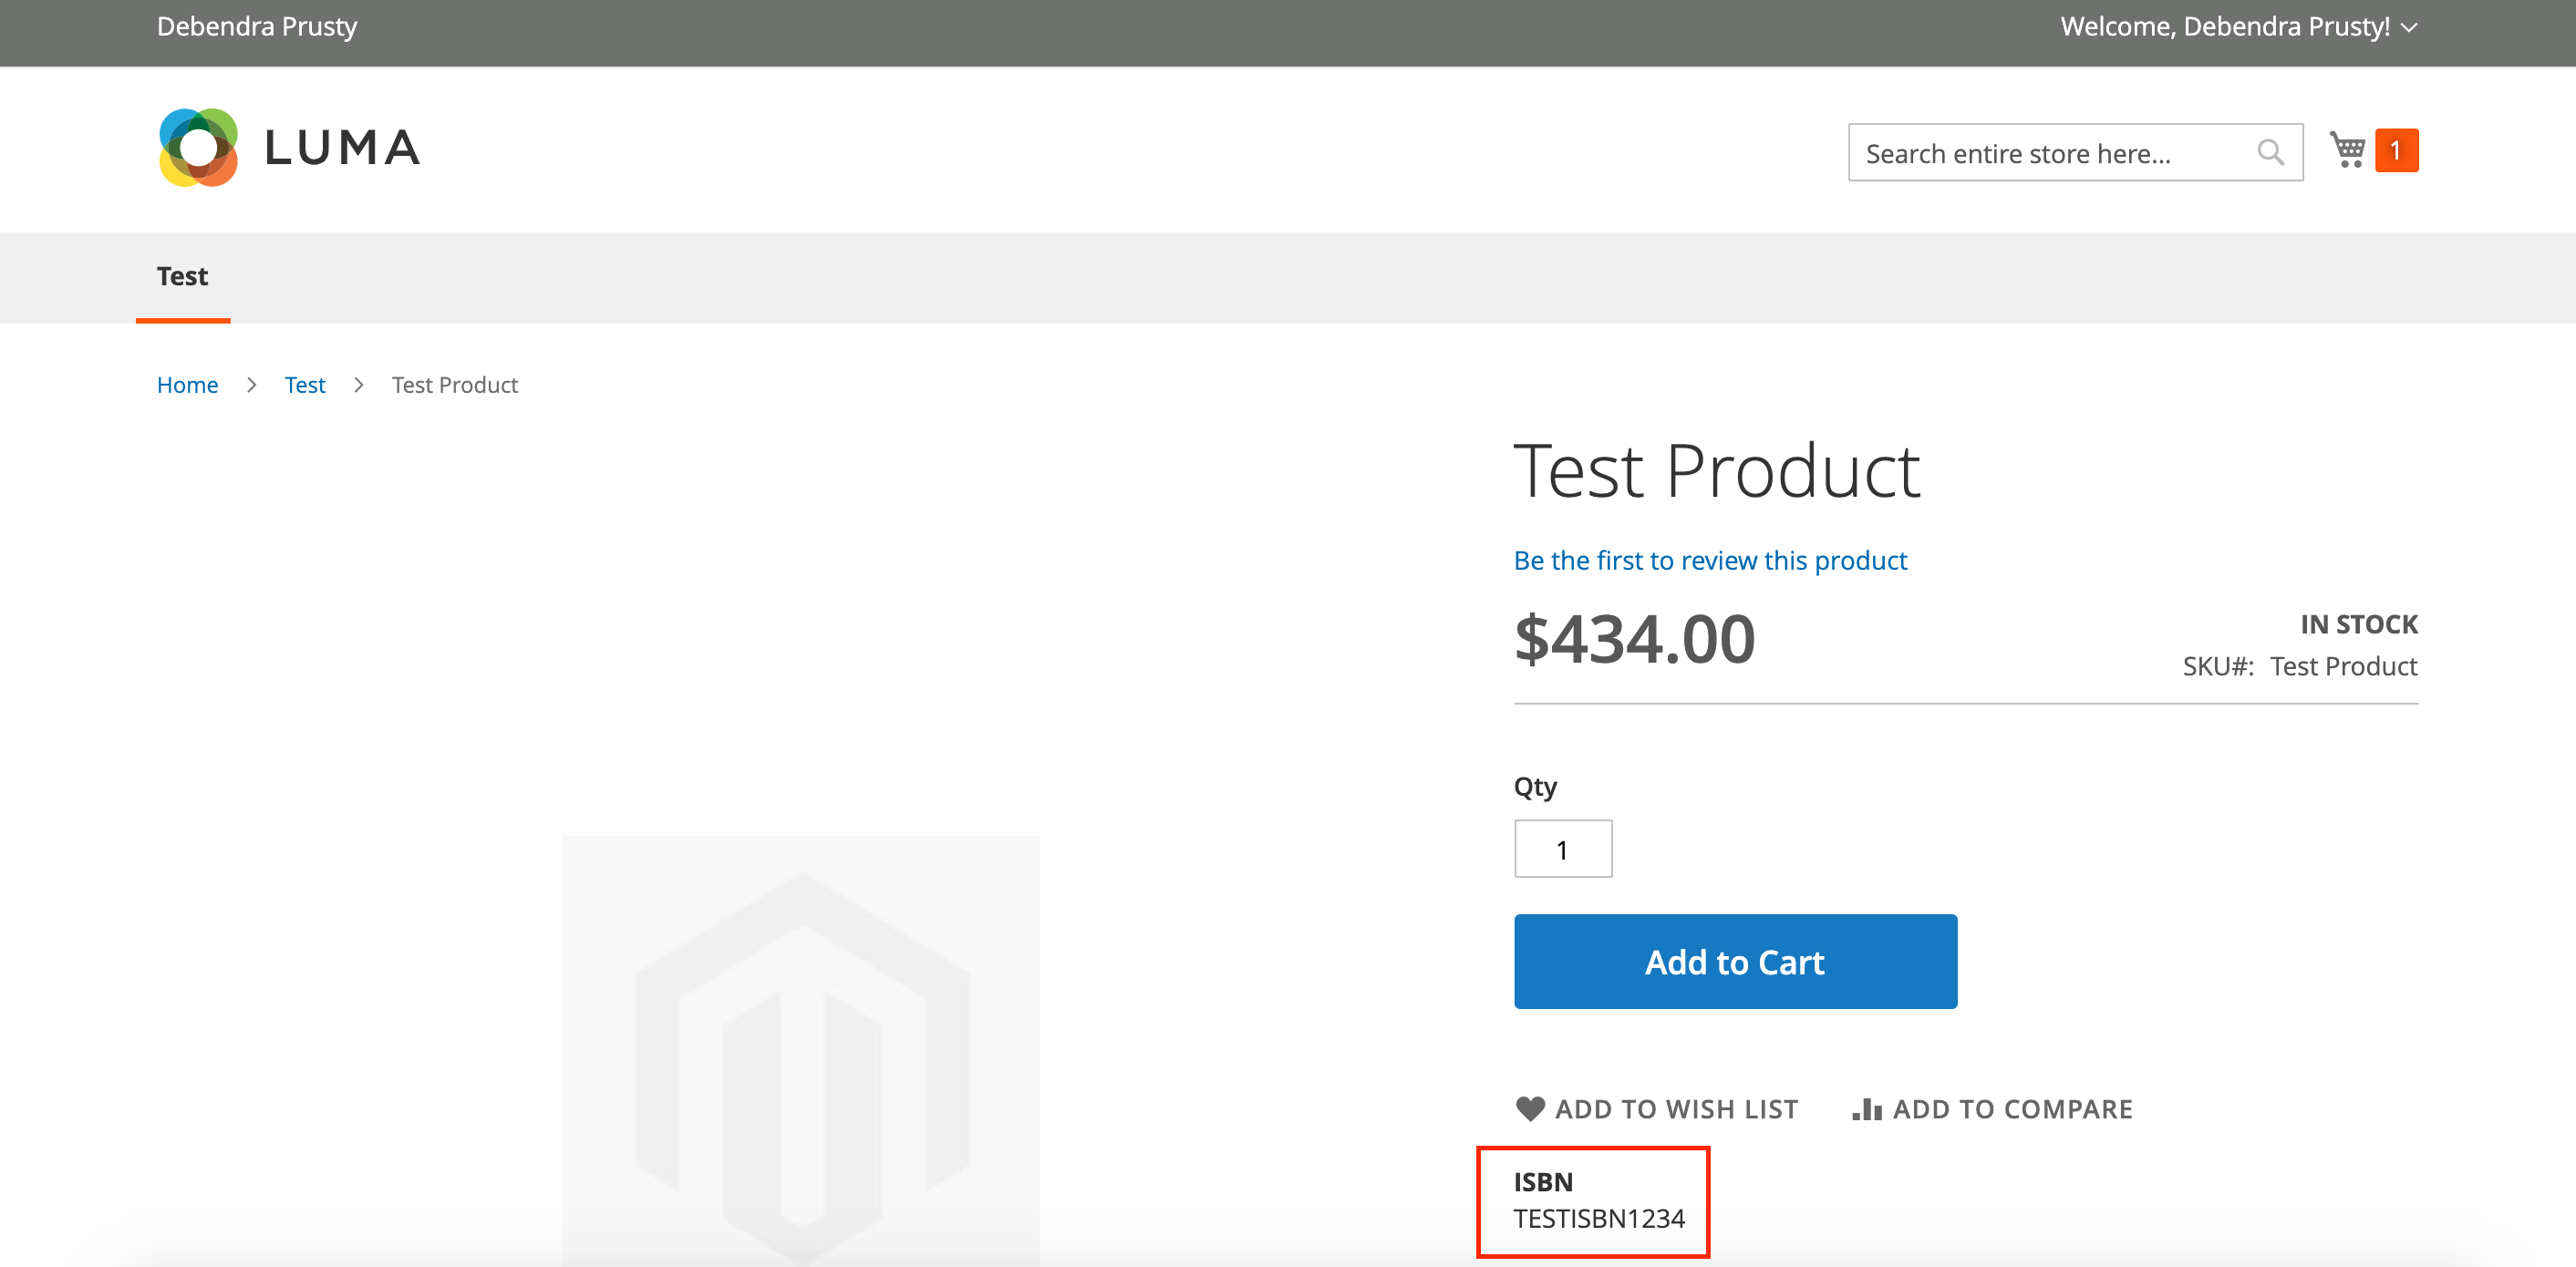 Debendra Prusty
Welcome, Debendra Prusty!
LUMA
Search entire store here...
1
Test
Home
Test
Test Product
Test Product
Be the first to review this product
$434.00
IN STOCK
SKU#: Test Product
Qty
1
Add to Cart
ADD TO WISH LIST
ADD TO COMPARE
ISBN
TESTISBN1234